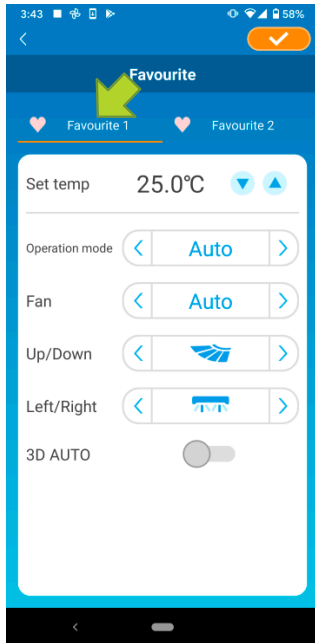 3:43 58%
Favourite
Favourite 1 Favourite 2
Set temp 25.0℃
Operation mode Auto
Fan Auto
Up/Down
Left/Right
3D AUTO